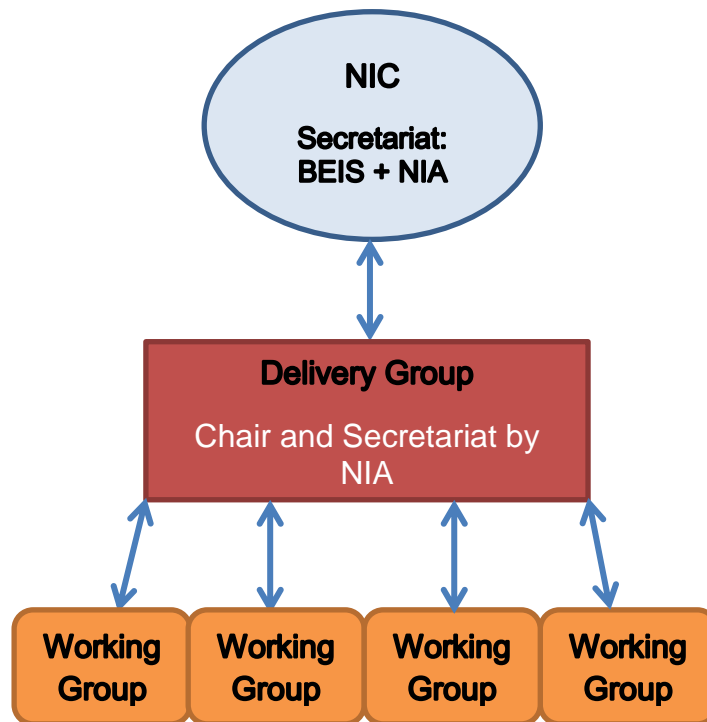 NIC
Secretariat:
BEIS + NIA
Delivery Group
Chair and Secretariat by
NIA
Working
Group
Working
Group
Working
Group
Working
Group